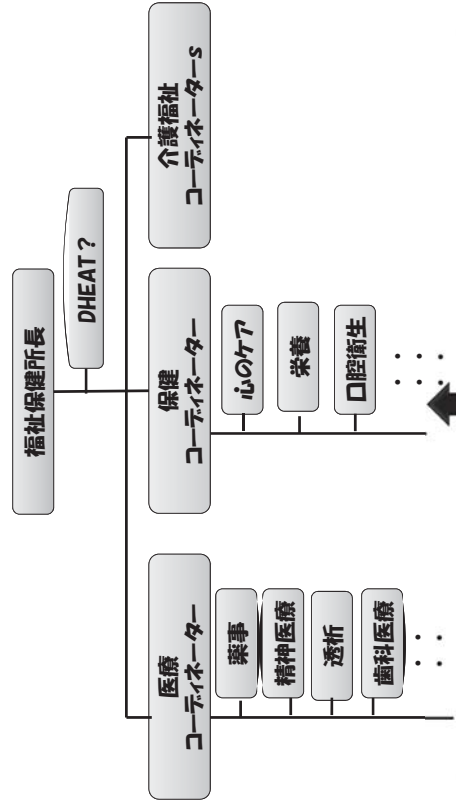 福祉保健所長
DHEAT？
医療
コーディネーター
薬事
精神医療
透析
歯科医療
保健
コーディネーター
心のケア
栄養
口腔衛生
介護福祉
コーディネーターs